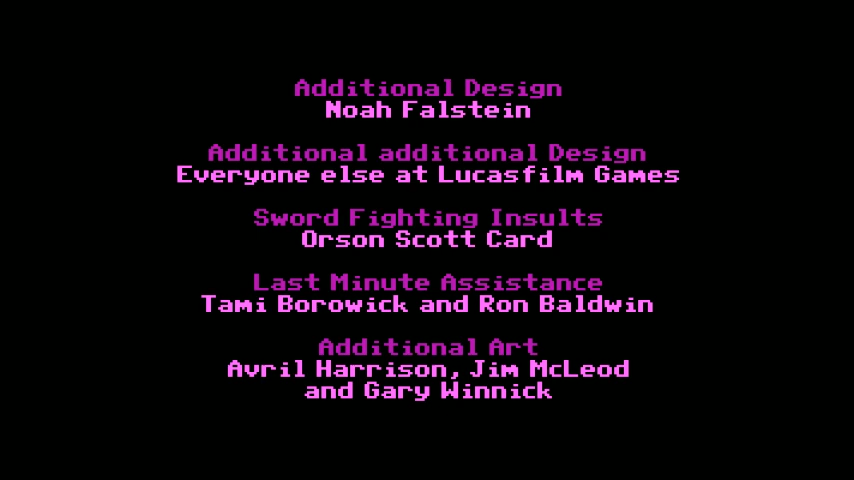 Additional Design
Noah Falstein
Additional additional Design
Everyone else at Lucasfilm Games
Sword Fighting Insults
Orson Scott Card
Last Minute Assistance
Tami Borowick and Ron Baldwin
Additional Art
Avril Harrison, Jim McLeod
and Gary Winnick